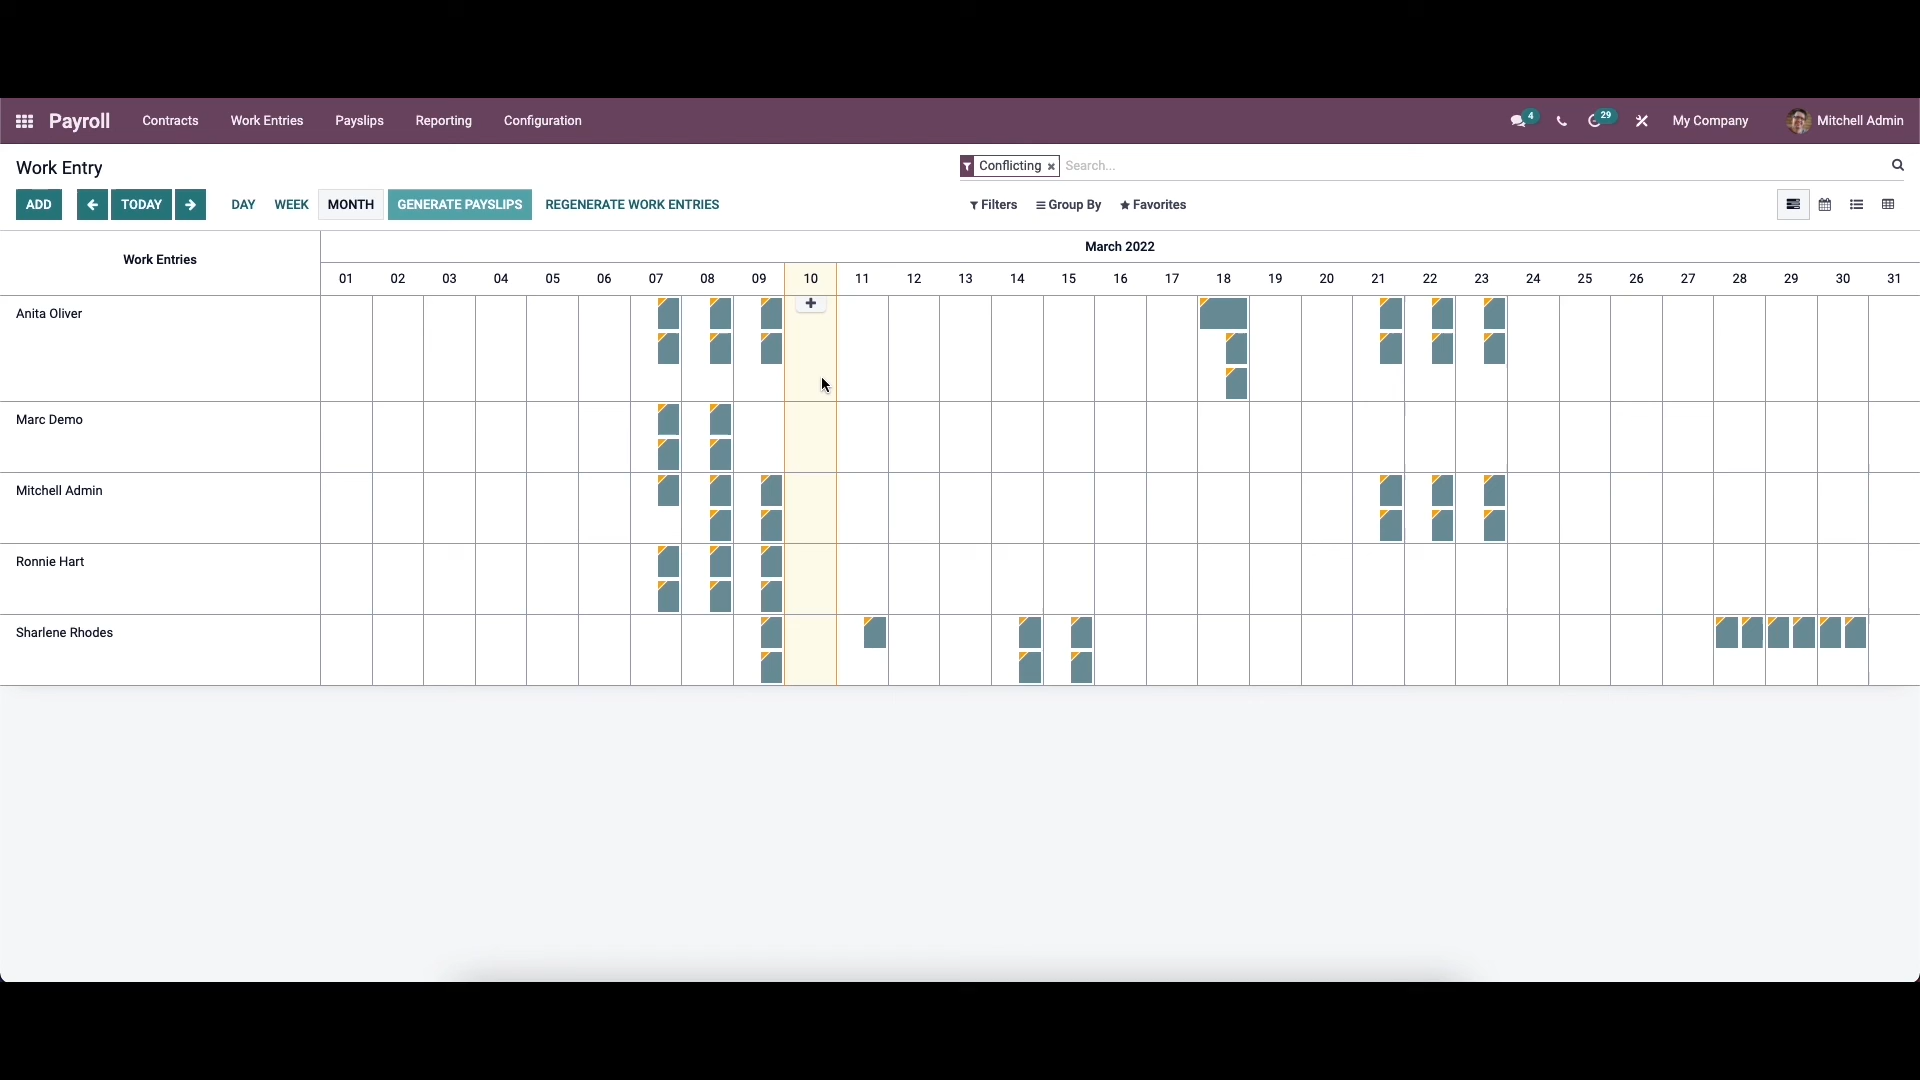 Payroll Contracts Work Entries Payslips Reporting Configuration 4 29 My Company Mitchell Admin
Work Entry Conflicting × Search...
ADD TODAY DAY WEEK MONTH GENERATE PAYSLIPS REGENERATE WORK ENTRIES Filters Group By Favorites
Work Entries March 2022
01 02 03 04 05 06 07 08 09 10 11 12 13 14 15 16 17 18 19 20 21 22 23 24 25 26 27 28 29 30 31
Anita Oliver
Marc Demo
Mitchell Admin
Ronnie Hart
Sharlene Rhodes